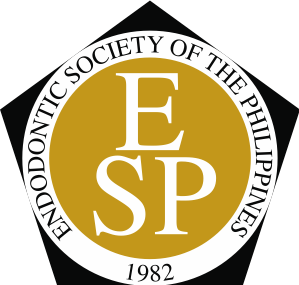 ENDODONTIC SOCIETY OF THE PHILIPPINES
E
SP
1982